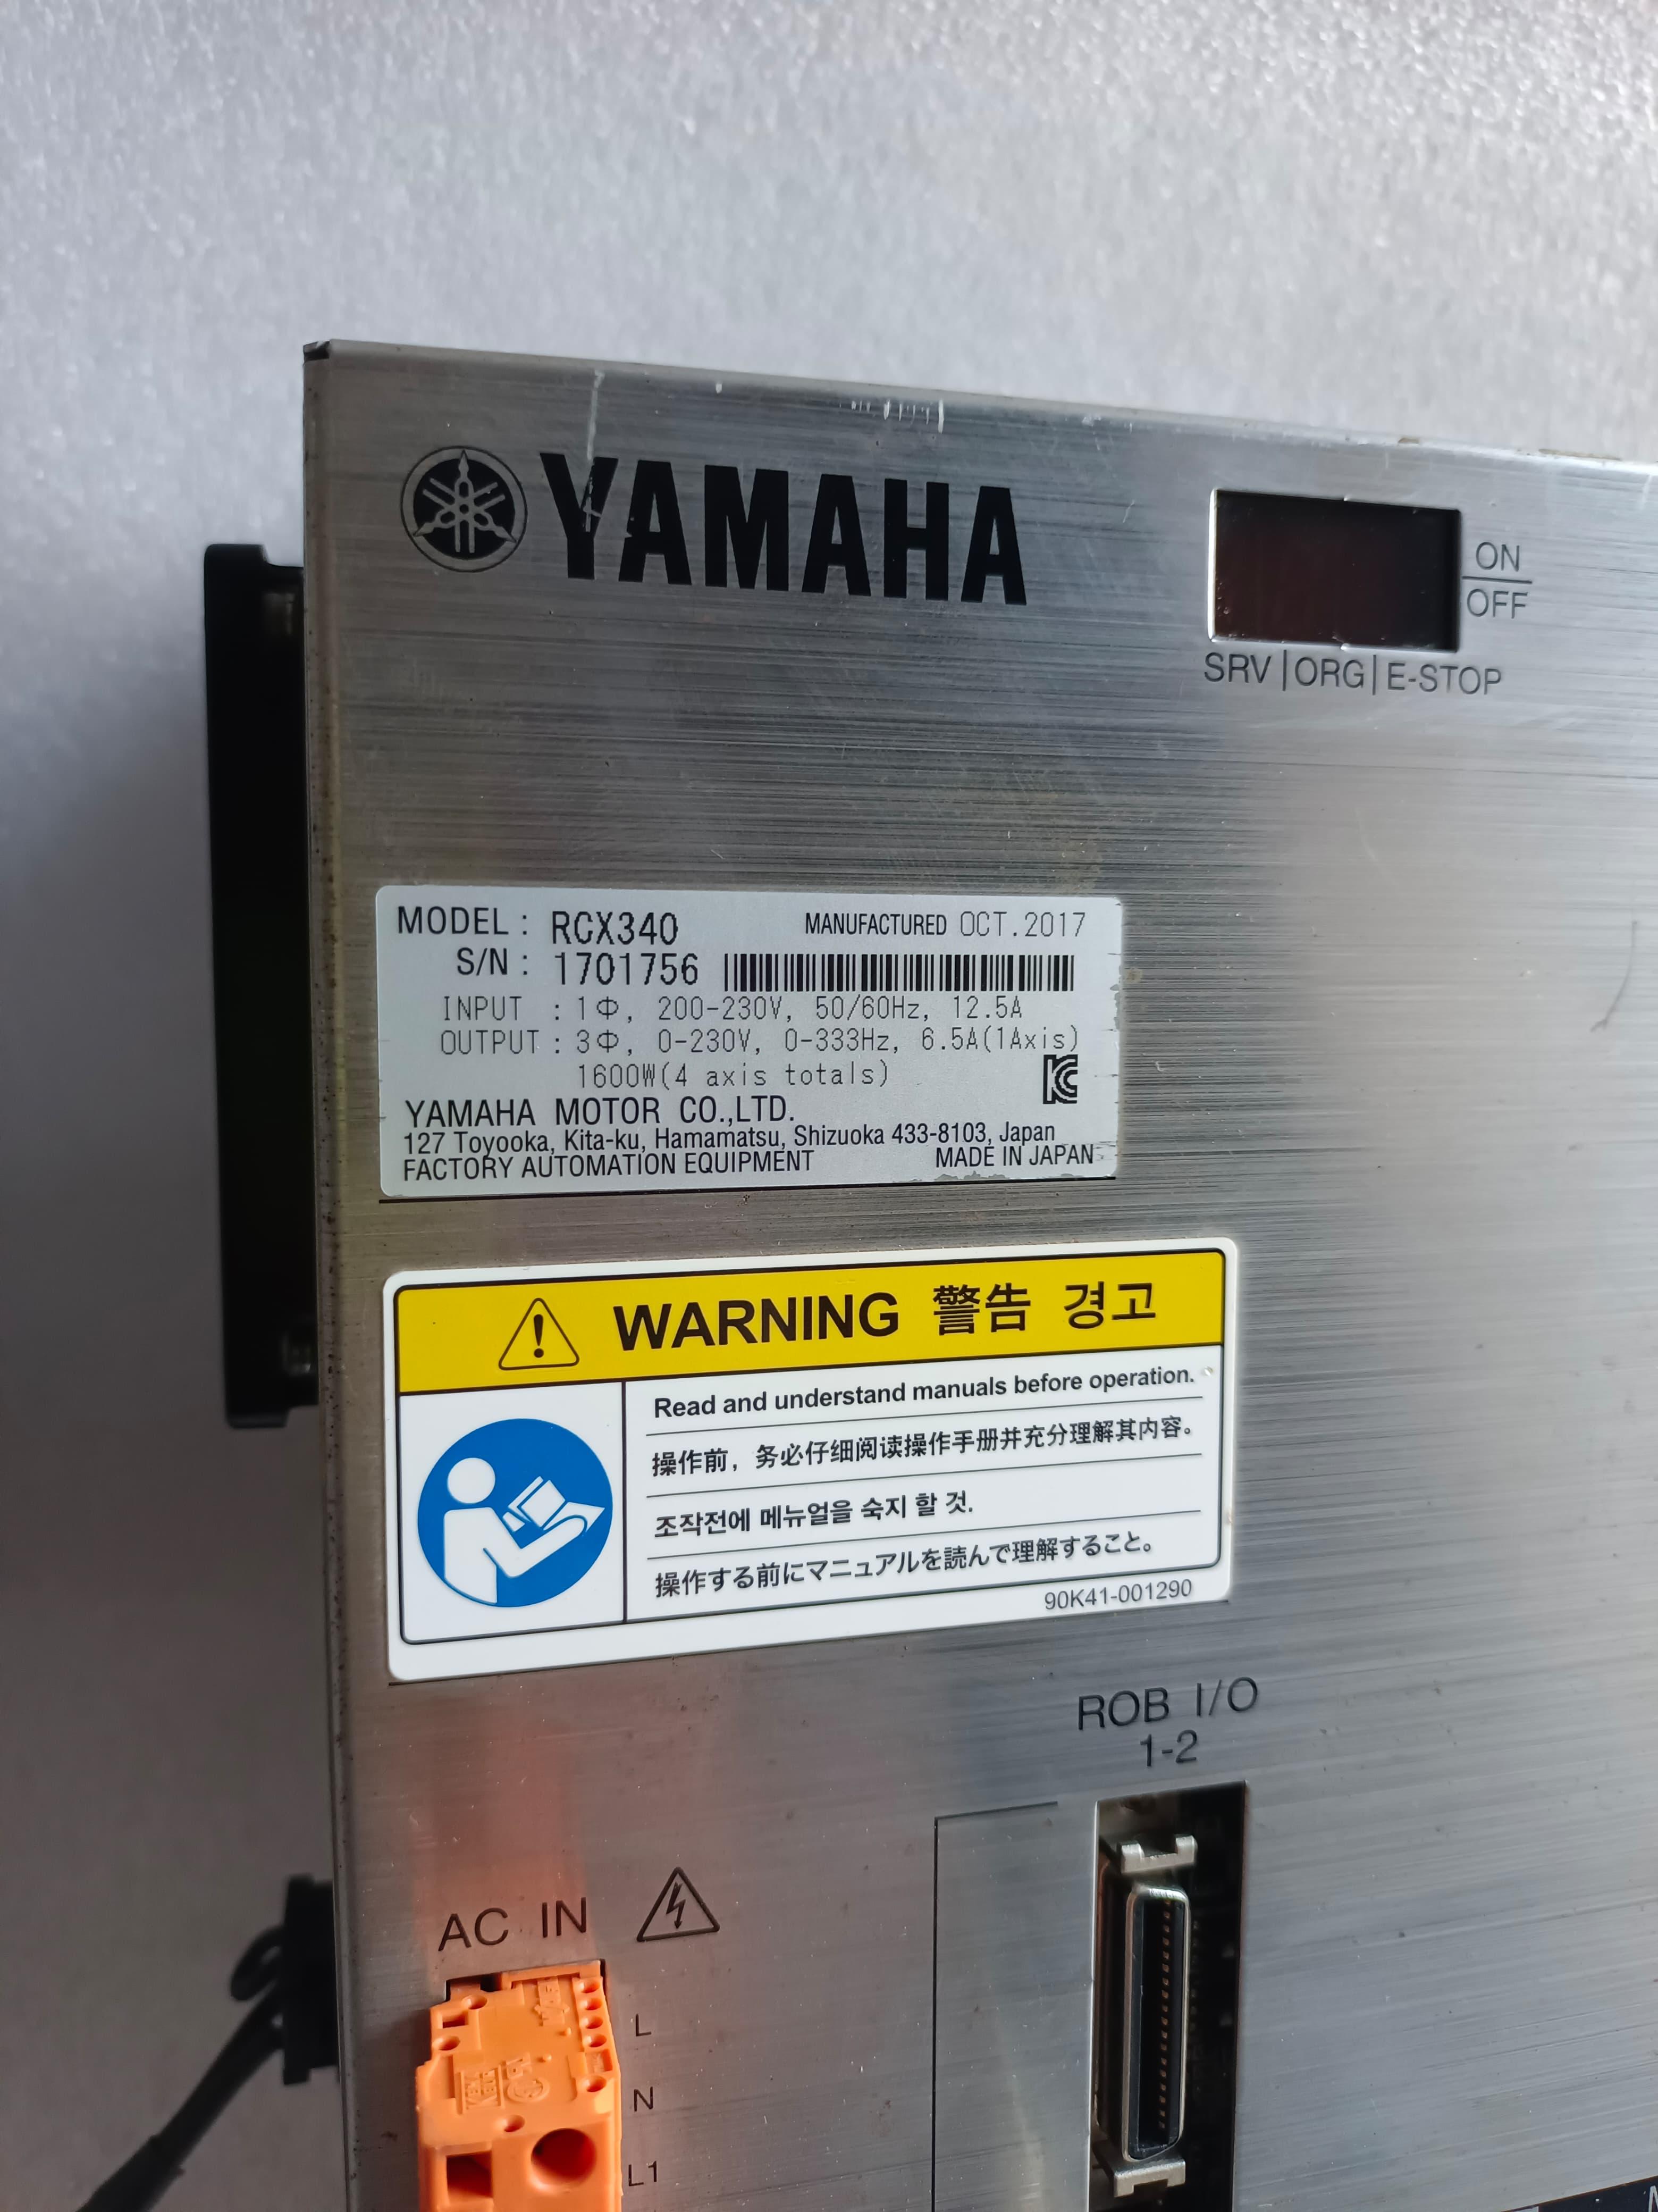 YAMAHA
ON
OFF
SRV | ORG | E-STOP
MODEL : RCX340 MANUFACTURED OCT.2017
S/N : 1701756
INPUT : 1Φ, 200-230V, 50/60Hz, 12.5A
OUTPUT : 3Φ, 0-230V, 0-333Hz, 6.5A(1Axis)
1600W(4 axis totals)
YAMAHA MOTOR CO.,LTD.
127 Toyooka, Kita-ku, Hamamatsu, Shizuoka 433-8103, Japan
FACTORY AUTOMATION EQUIPMENT MADE IN JAPAN
WARNING 警告 경고
Read and understand manuals before operation.
操作前，务必仔细阅读操作手册并充分理解其内容。
조작전에 메뉴얼을 숙지 할 것.
操作する前にマニュアルを読んで理解すること。
90K41-001290
ROB I/O
1-2
AC IN
L
N
L1